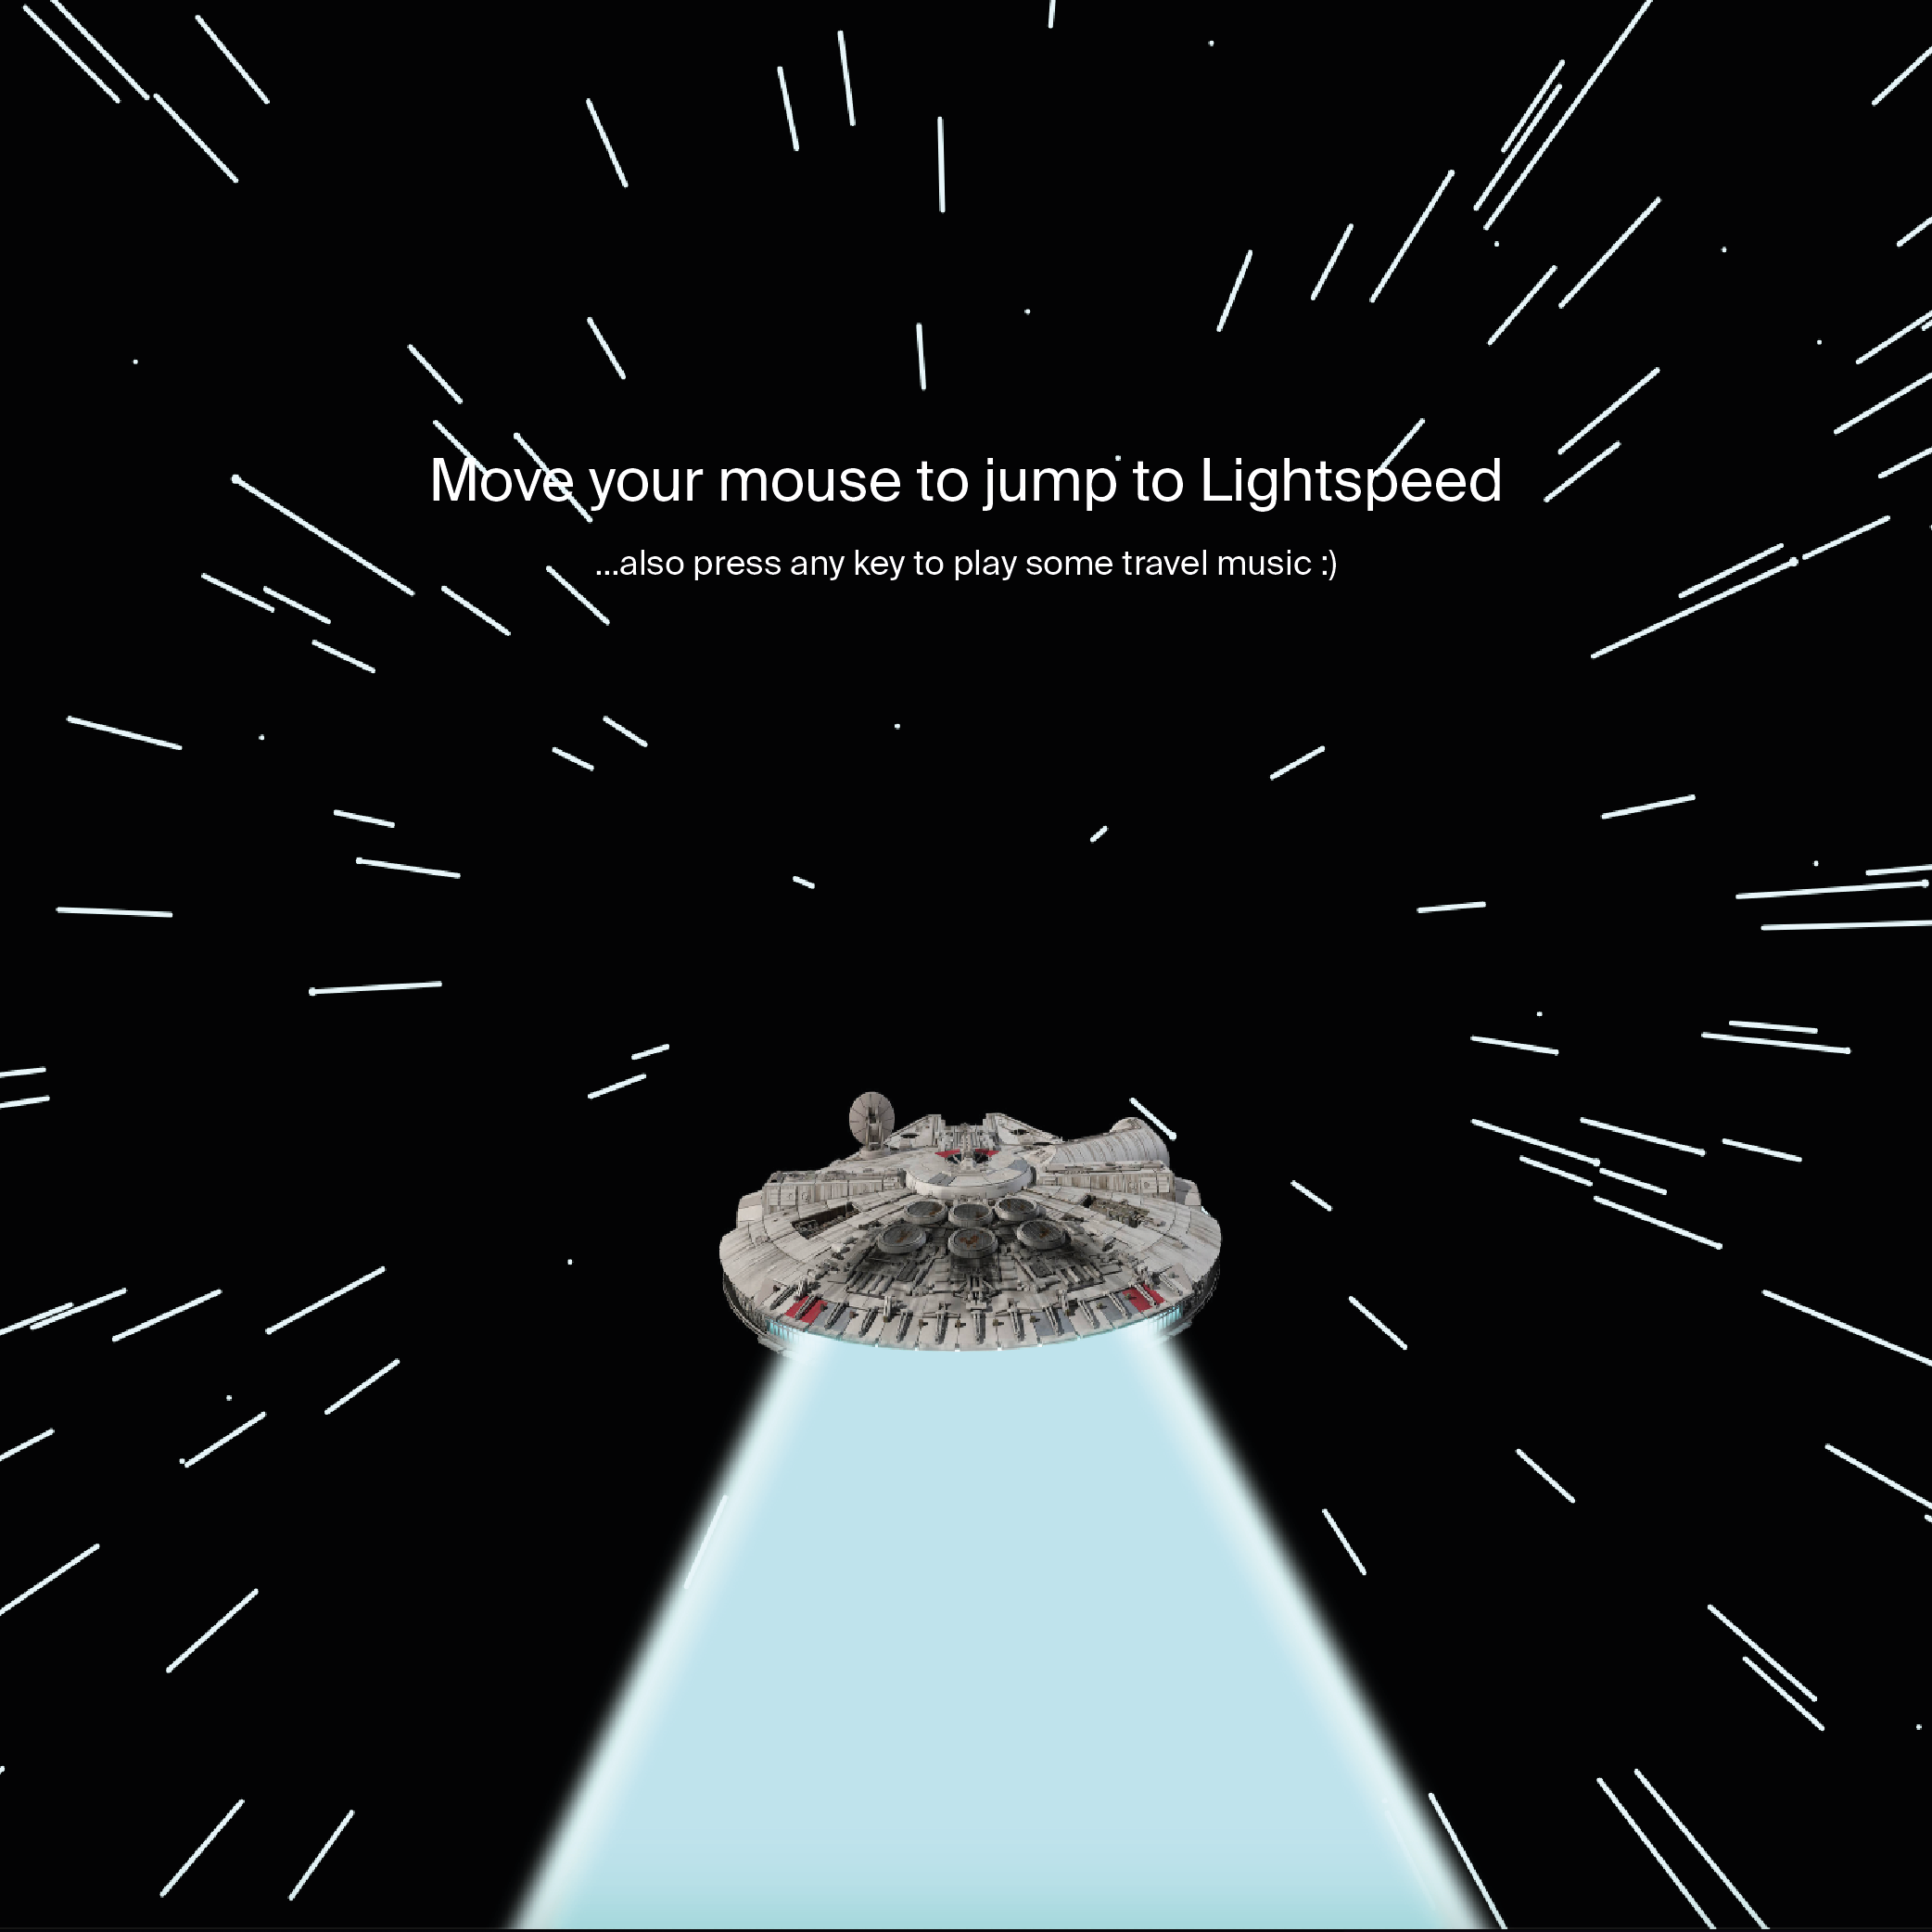 Move your mouse to jump to Lightspeed
...also press any key to play some travel music :)